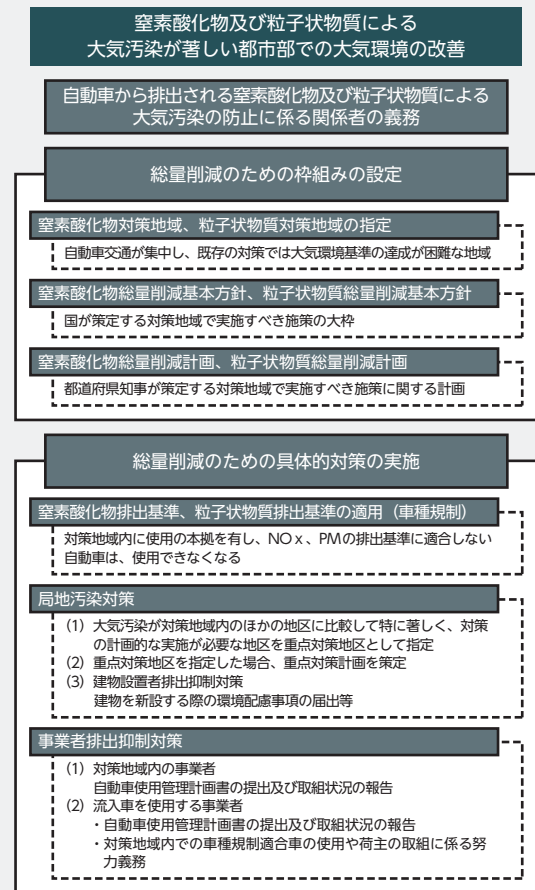 窒素酸化物及び粒子状物質による
大気汚染が著しい都市部での大気環境の改善
自動車から排出される窒素酸化物及び粒子状物質による
大気汚染の防止に係る関係者の義務
総量削減のための枠組みの設定
窒素酸化物対策地域、粒子状物質対策地域の指定
自動車交通が集中し、既存の対策では大気環境基準の達成が困難な地域
窒素酸化物総量削減基本方針、粒子状物質総量削減基本方針
国が策定する対策地域で実施すべき施策の大枠
窒素酸化物総量削減計画、粒子状物質総量削減計画
都道府県知事が策定する対策地域で実施すべき施策に関する計画
総量削減のための具体的対策の実施
窒素酸化物排出基準、粒子状物質排出基準の適用（車種規制）
対策地域内に使用の本拠を有し、NOｘ、PMの排出基準に適合しない
自動車は、使用できなくなる
局地汚染対策
（1）大気汚染が対策地域内のほかの地区に比較して特に著しく、対策
の計画的な実施が必要な地区を重点対策地区として指定
（2）重点対策地区を指定した場合、重点対策計画を策定
（3）建物設置者排出抑制対策
建物を新設する際の環境配慮事項の届出等
事業者排出抑制対策
（1）対策地域内の事業者
自動車使用管理計画書の提出及び取組状況の報告
（2）流入車を使用する事業者
・自動車使用管理計画書の提出及び取組状況の報告
・対策地域内での車種規制適合車の使用や荷主の取組に係る努
力義務